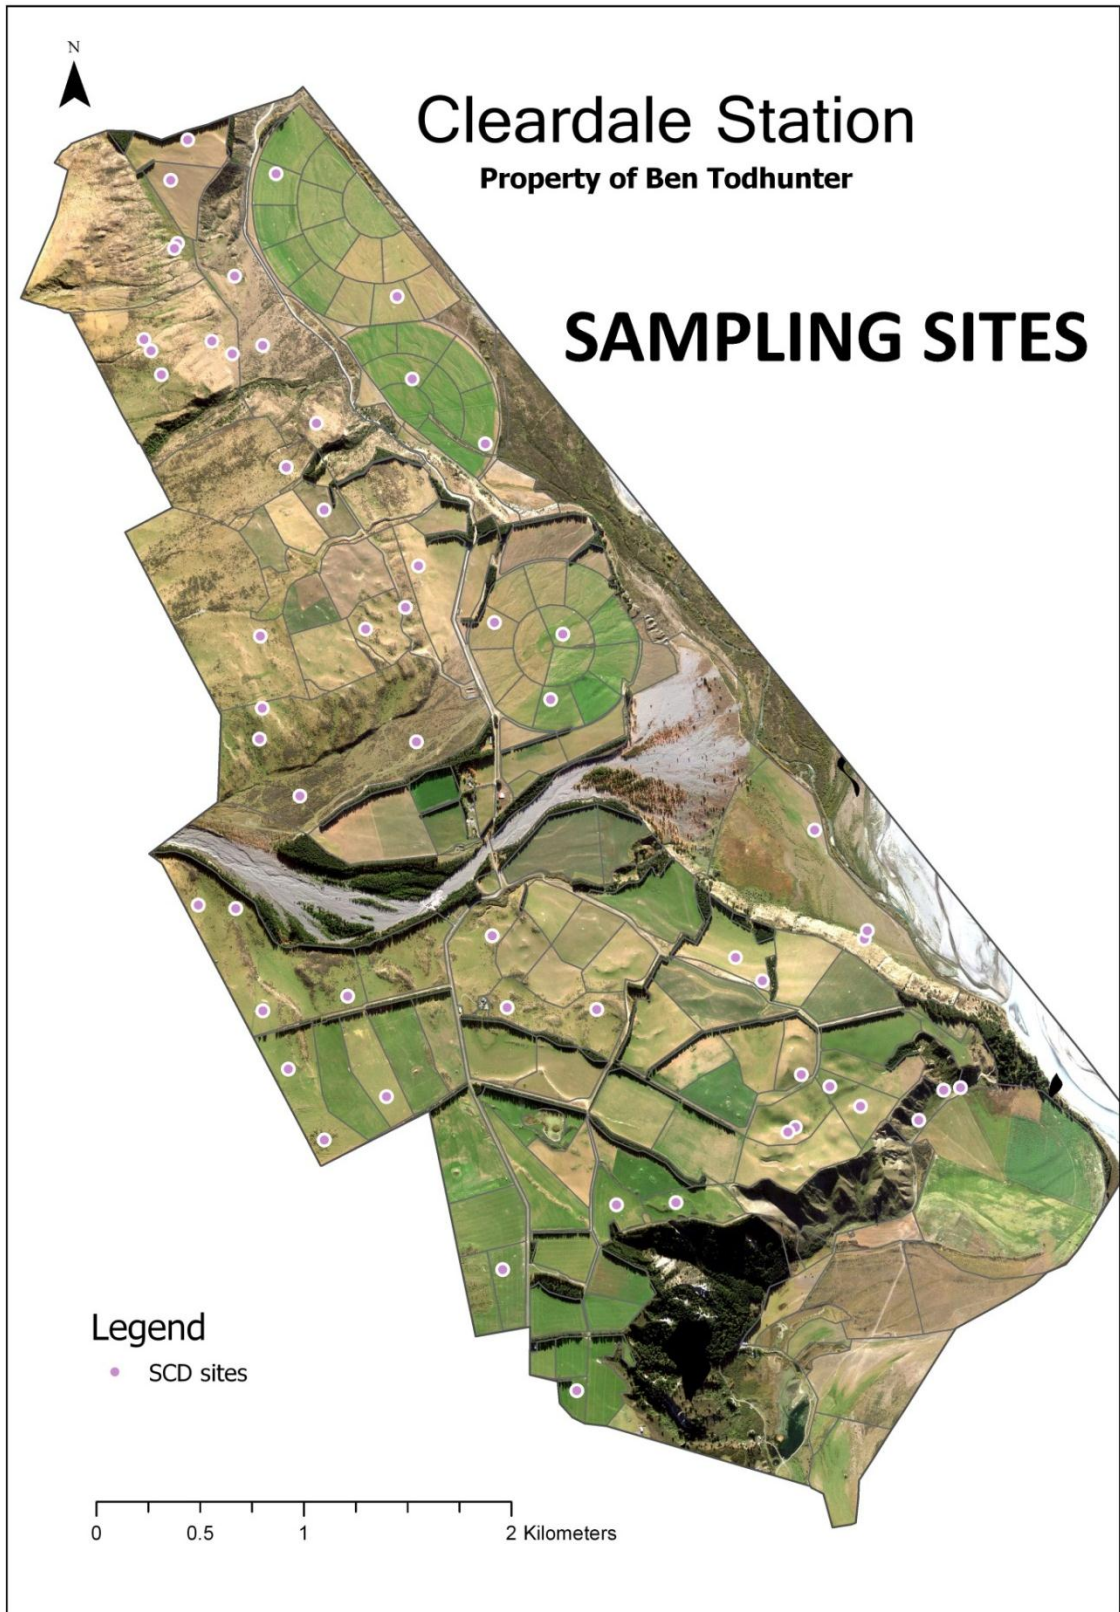 N
Cleardale Station
Property of Ben Todhunter
SAMPLING SITES
Legend
SCD sites
0 0.5 1 2 Kilometers